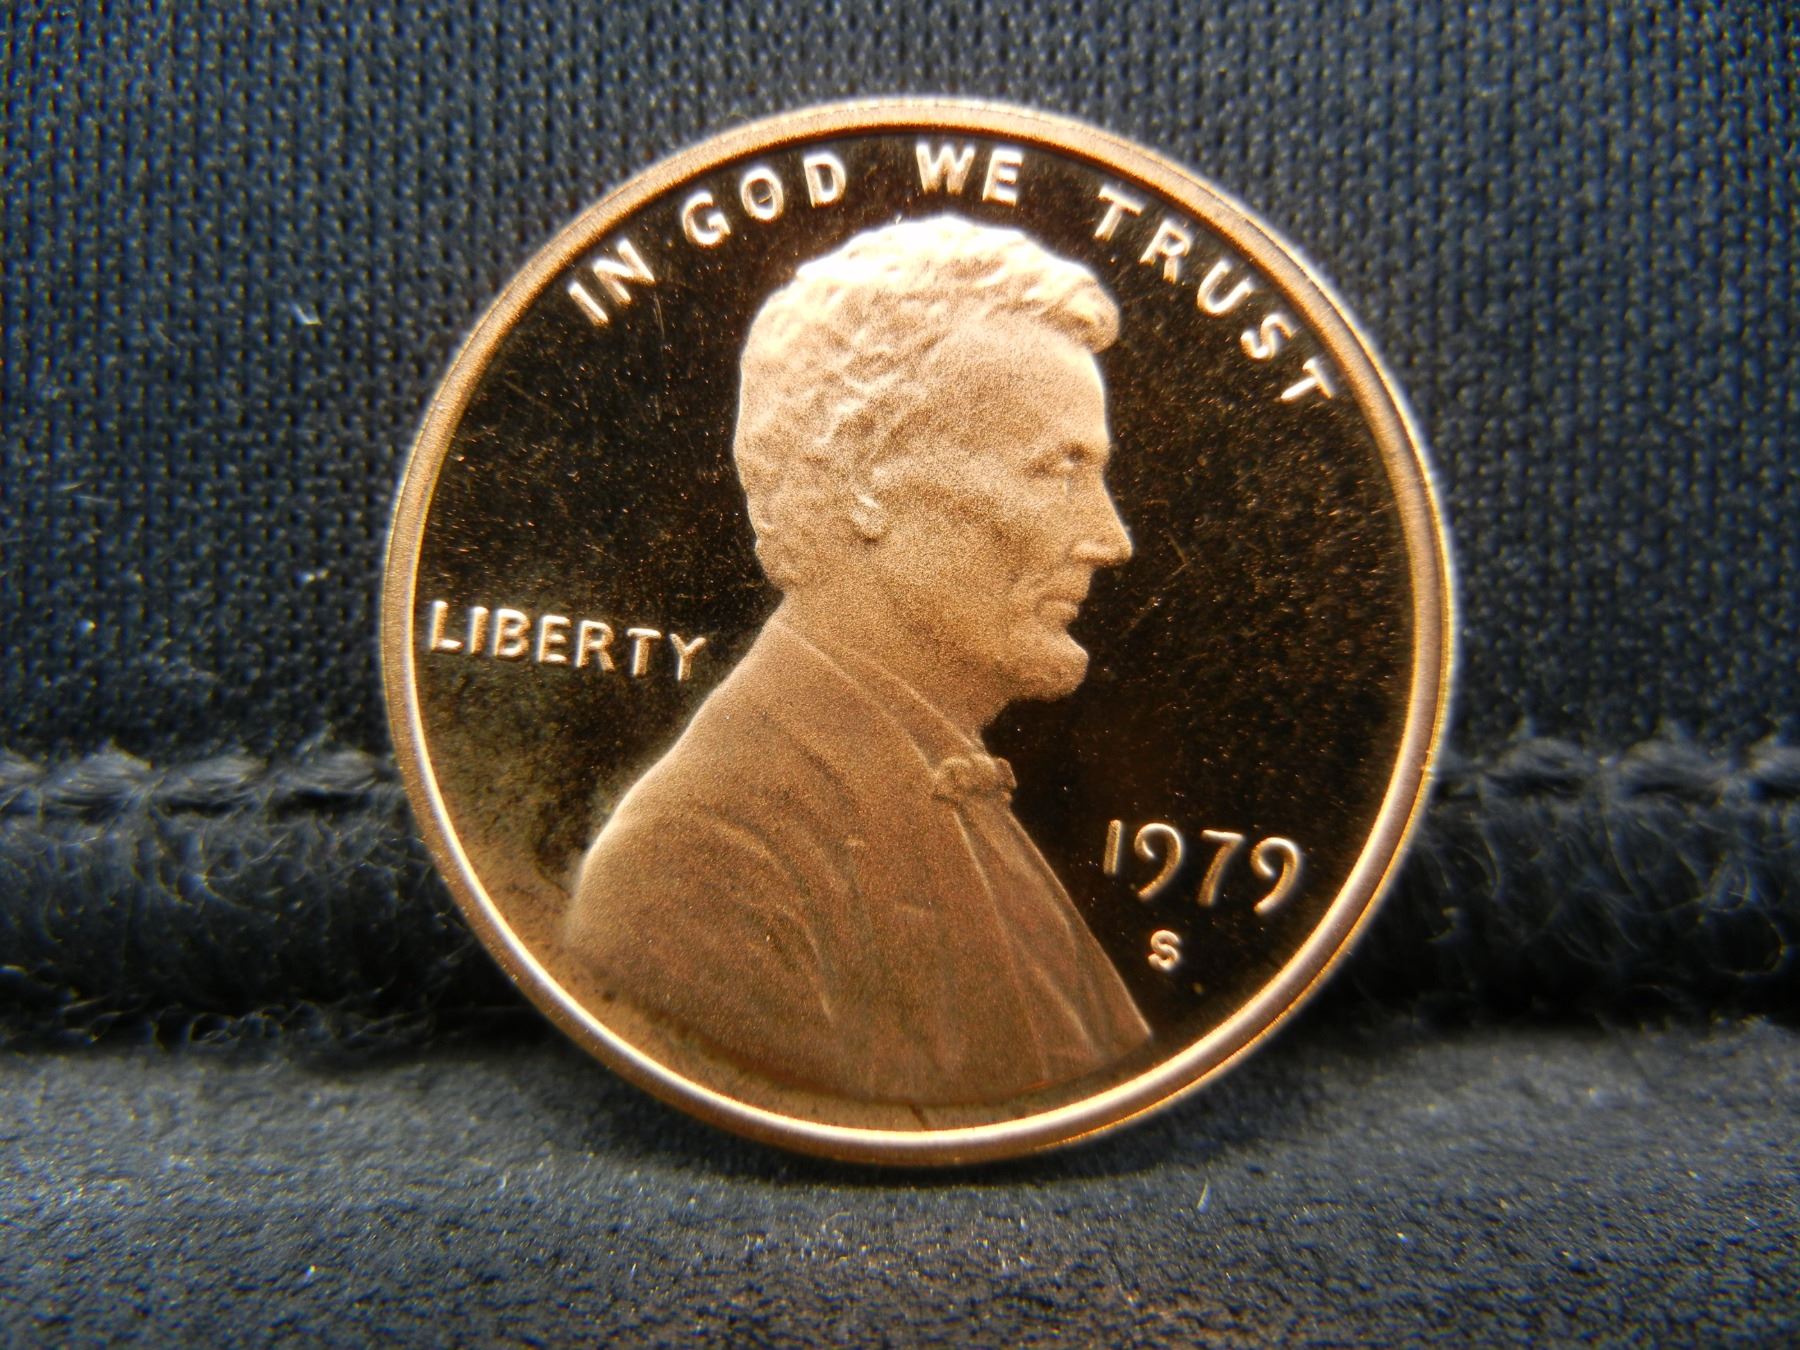 IN GOD WE TRUST
LIBERTY
1979
S